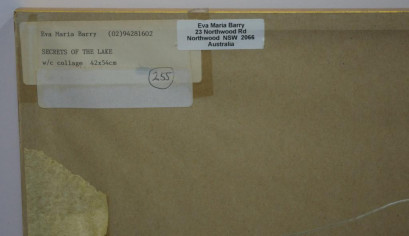 Eva Maria Barry (02)94281602
SECRETS OF THE LAKE
w/c collage 42x54cm
255
Eva Maria Barry
23 Northwood Rd
Northwood NSW 2066
Australia